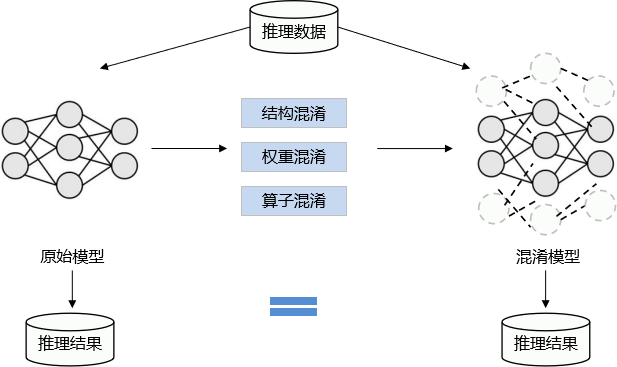 推理数据
结构混淆
权重混淆
算子混淆
原始模型
混淆模型
推理结果
推理结果